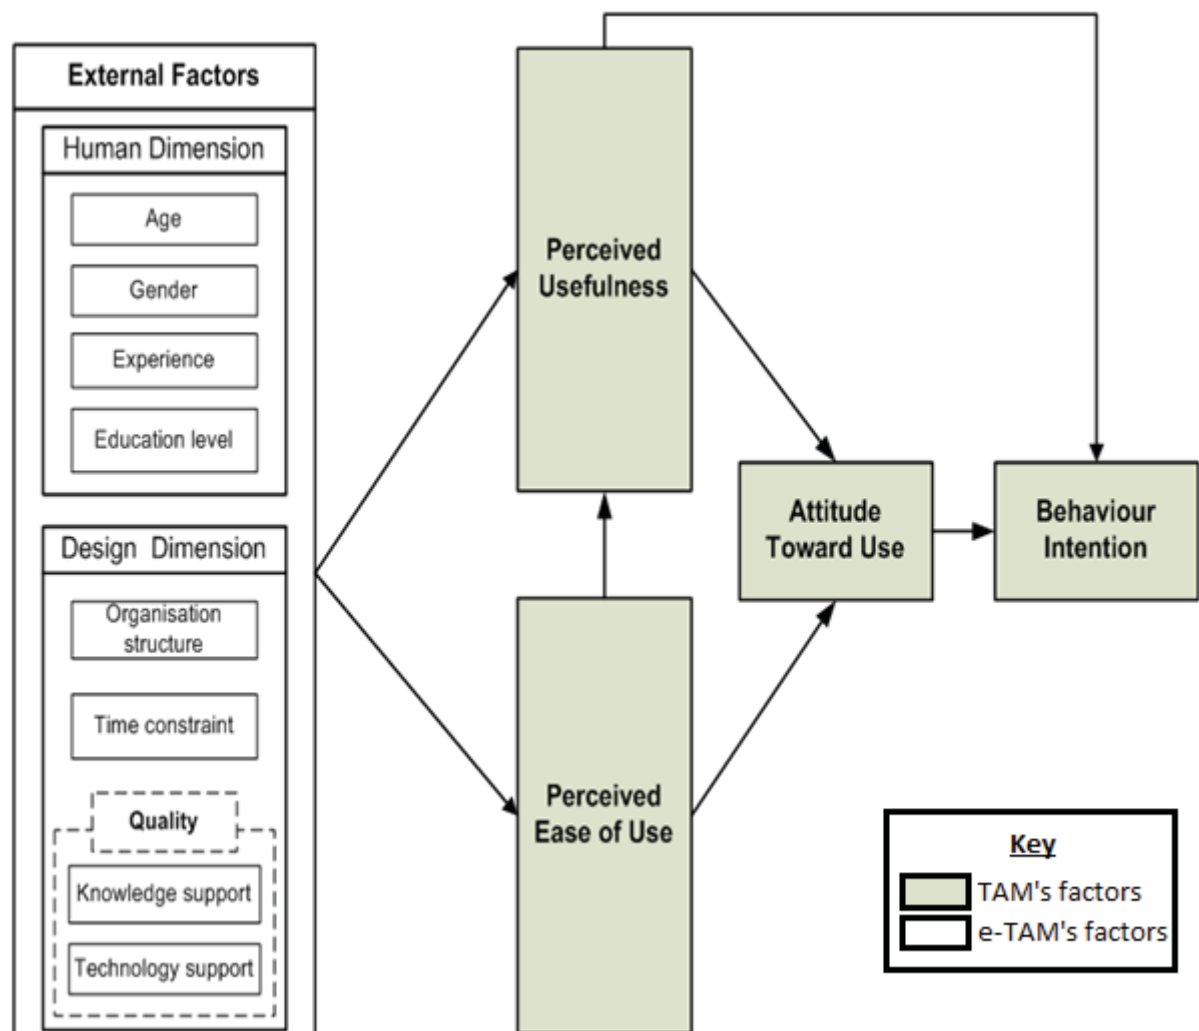 External Factors
Human Dimension
Age
Gender
Experience
Education level
Design Dimension
Organisation
structure
Time constraint
Quality
Knowledge support
Technology support
Perceived
Usefulness
Perceived
Ease of Use
Attitude
Toward Use
Behaviour
Intention
Key
TAM's factors
e-TAM's factors